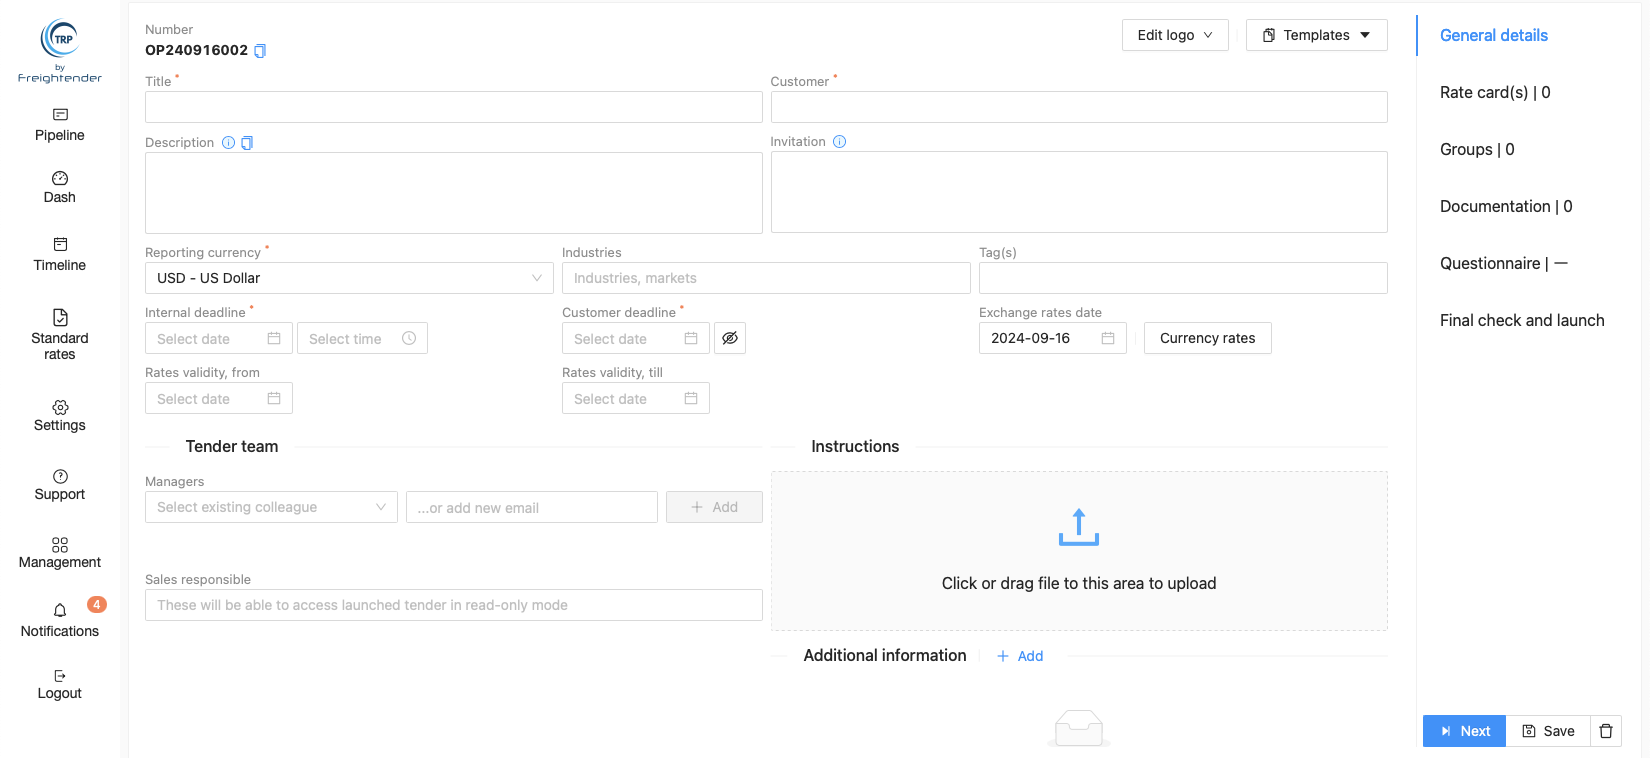 TRP
by
Freightender
Pipeline
Dash
Timeline
Standard
rates
Settings
Support
Management
4
Notifications
Logout
Number
OP240916002
Edit logo
Templates
Title *
Customer *
Description
Invitation
Reporting currency *
Industries
Tag(s)
USD - US Dollar
Industries, markets
Internal deadline *
Customer deadline *
Exchange rates date
Select date
Select time
Select date
2024-09-16
Currency rates
Rates validity, from
Rates validity, till
Select date
Select date
Tender team
Instructions
Managers
Select existing colleague
...or add new email
+ Add
Click or drag file to this area to upload
Sales responsible
These will be able to access launched tender in read-only mode
Additional information
+ Add
General details
Rate card(s) | 0
Groups | 0
Documentation | 0
Questionnaire | —
Final check and launch
Next
Save